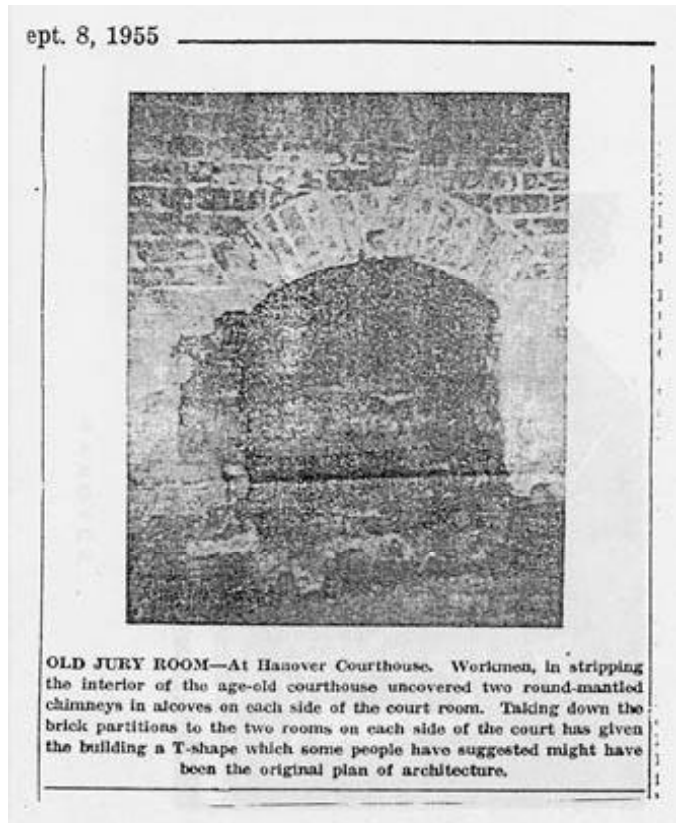 ept. 8, 1955
OLD JURY ROOM—At Hanover Courthouse. Workmen, in stripping
the interior of the age-old courthouse uncovered two round-mantled
chimneys in alcoves on each side of the court room. Taking down the
brick partitions to the two rooms on each side of the court has given
the building a T-shape which some people have suggested might have
been the original plan of architecture.